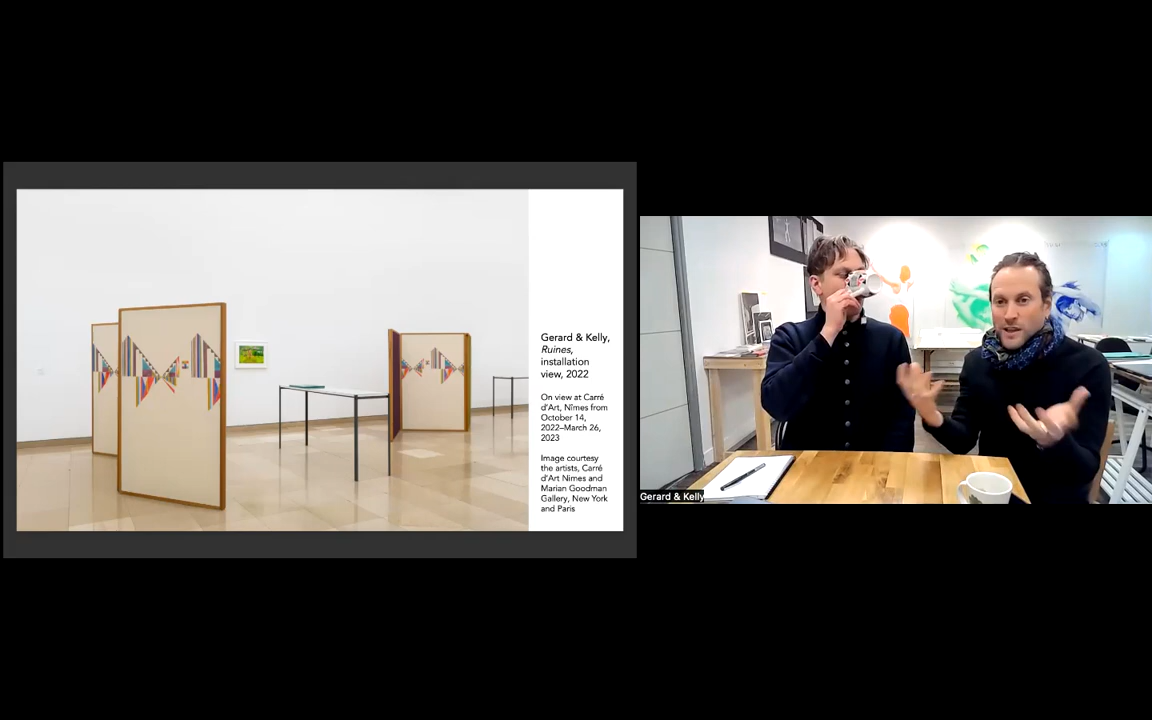 Gerard & Kelly,
Ruines,
installation
view, 2022
On view at Carré
d'Art, Nîmes from
October 14,
2022–March 26,
2023
Image courtesy
the artists, Carré
d'Art Nimes and
Marian Goodman
Gallery, New York
and Paris
Gerard & Kelly